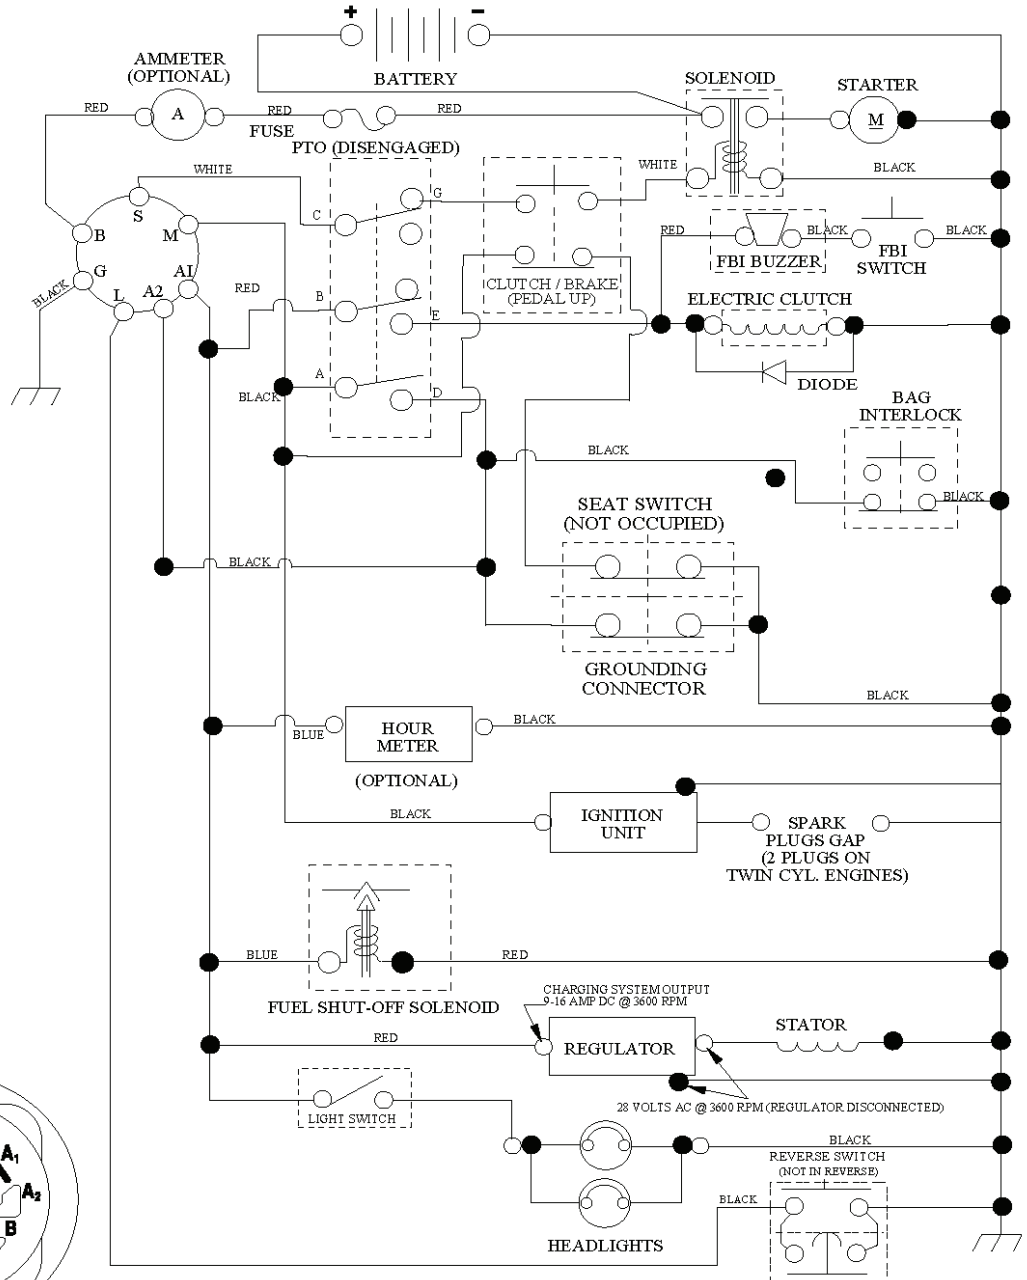 + −
BATTERY
AMMETER
(OPTIONAL)
SOLENOID
STARTER
RED
A
RED
FUSE
RED
M
PTO (DISENGAGED)
WHITE
WHITE
BLACK
G
C
S
M
B
G
L
A2
A1
BLACK
RED
B
E
A
BLACK
D
CLUTCH / BRAKE
(PEDAL UP)
RED
BLACK
BLACK
FBI BUZZER
FBI
SWITCH
ELECTRIC CLUTCH
DIODE
BAG
INTERLOCK
BLACK
BLACK
SEAT SWITCH
(NOT OCCUPIED)
BLACK
GROUNDING
CONNECTOR
BLACK
BLUE
HOUR
METER
BLACK
(OPTIONAL)
BLACK
IGNITION
UNIT
SPARK
PLUGS GAP
(2 PLUGS ON
TWIN CYL. ENGINES)
BLUE
RED
FUEL SHUT-OFF SOLENOID
CHARGING SYSTEM OUTPUT
9-16 AMP DC @ 3600 RPM
RED
REGULATOR
STATOR
LIGHT SWITCH
28 VOLTS AC @ 3600 RPM (REGULATOR DISCONNECTED)
BLACK
REVERSE SWITCH
(NOT IN REVERSE)
BLACK
HEADLIGHTS
A1
A2
B